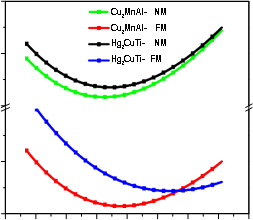 Cu₂MnAl- NM
Cu₂MnAl- FM
Hg₂CuTi- NM
Hg₂CuTi- FM